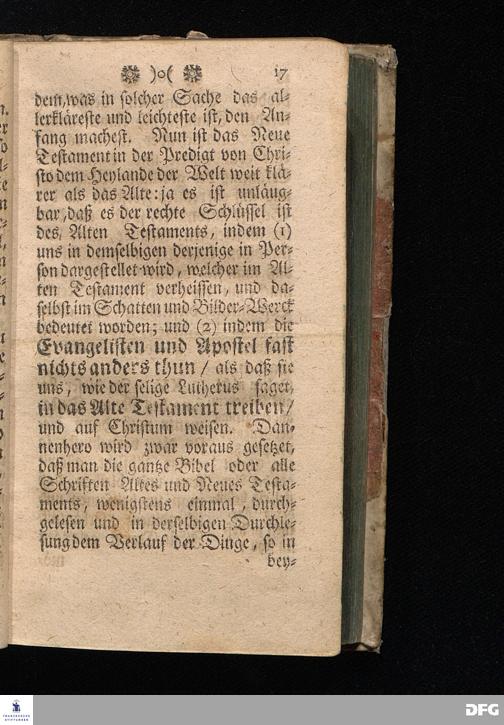 )o( 17
dem, was in solcher Sache das al-
lerkläreste und leichteste ist, den An-
fang machest. Nun ist das Neue
Testament in der Predigt von Chri-
sto dem Heylande der Welt weit klä-
rer als das Alte: ja es ist unläug-
bar, daß es der rechte Schlüssel ist
des Alten Testaments, indem (1)
uns in demselbigen derjenige in Per-
son dargestellet wird, welcher im Al-
ten Testament verheissen, und da-
selbst im Schatten und Bilder-Werck
bedeutet worden; und (2) indem die
Evangelisten und Apostel fast
nichts anders thun / als daß sie
uns, wie der selige Lutherus saget,
in das Alte Testament treiben /
und auf Christum weisen. Dan-
nenhero wird zwar voraus gesetzet,
daß man die gantze Bibel oder alle
Schriften Altes und Neues Testa-
ments, wenigstens einmal, durch-
gelesen und in derselbigen Durchle-
sung dem Verlauf der Dinge, so in
bey-
DFG
FRANCKESCHE
STIFTUNGEN